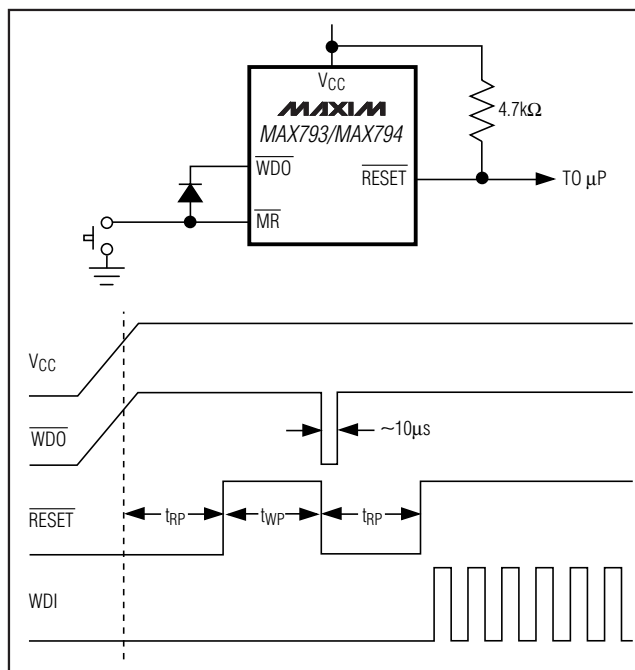 VCC
MAXIM
MAX793/MAX794
4.7kΩ
WDO
RESET
TO μP
MR
VCC
WDO
~10μs
RESET
tRP
tWP
tRP
WDI